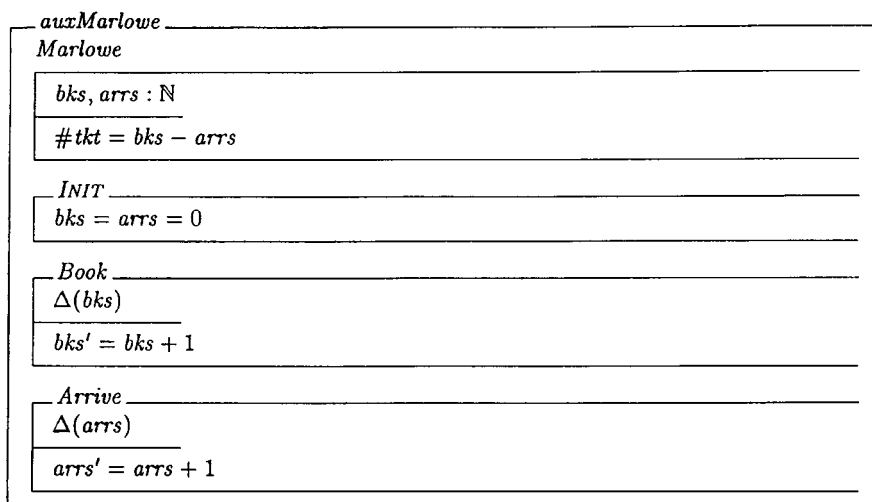 auxMarlowe
Marlowe
bks, arrs : ℕ
#tkt = bks − arrs
INIT
bks = arrs = 0
Book
Δ(bks)
bks′ = bks + 1
Arrive
Δ(arrs)
arrs′ = arrs + 1